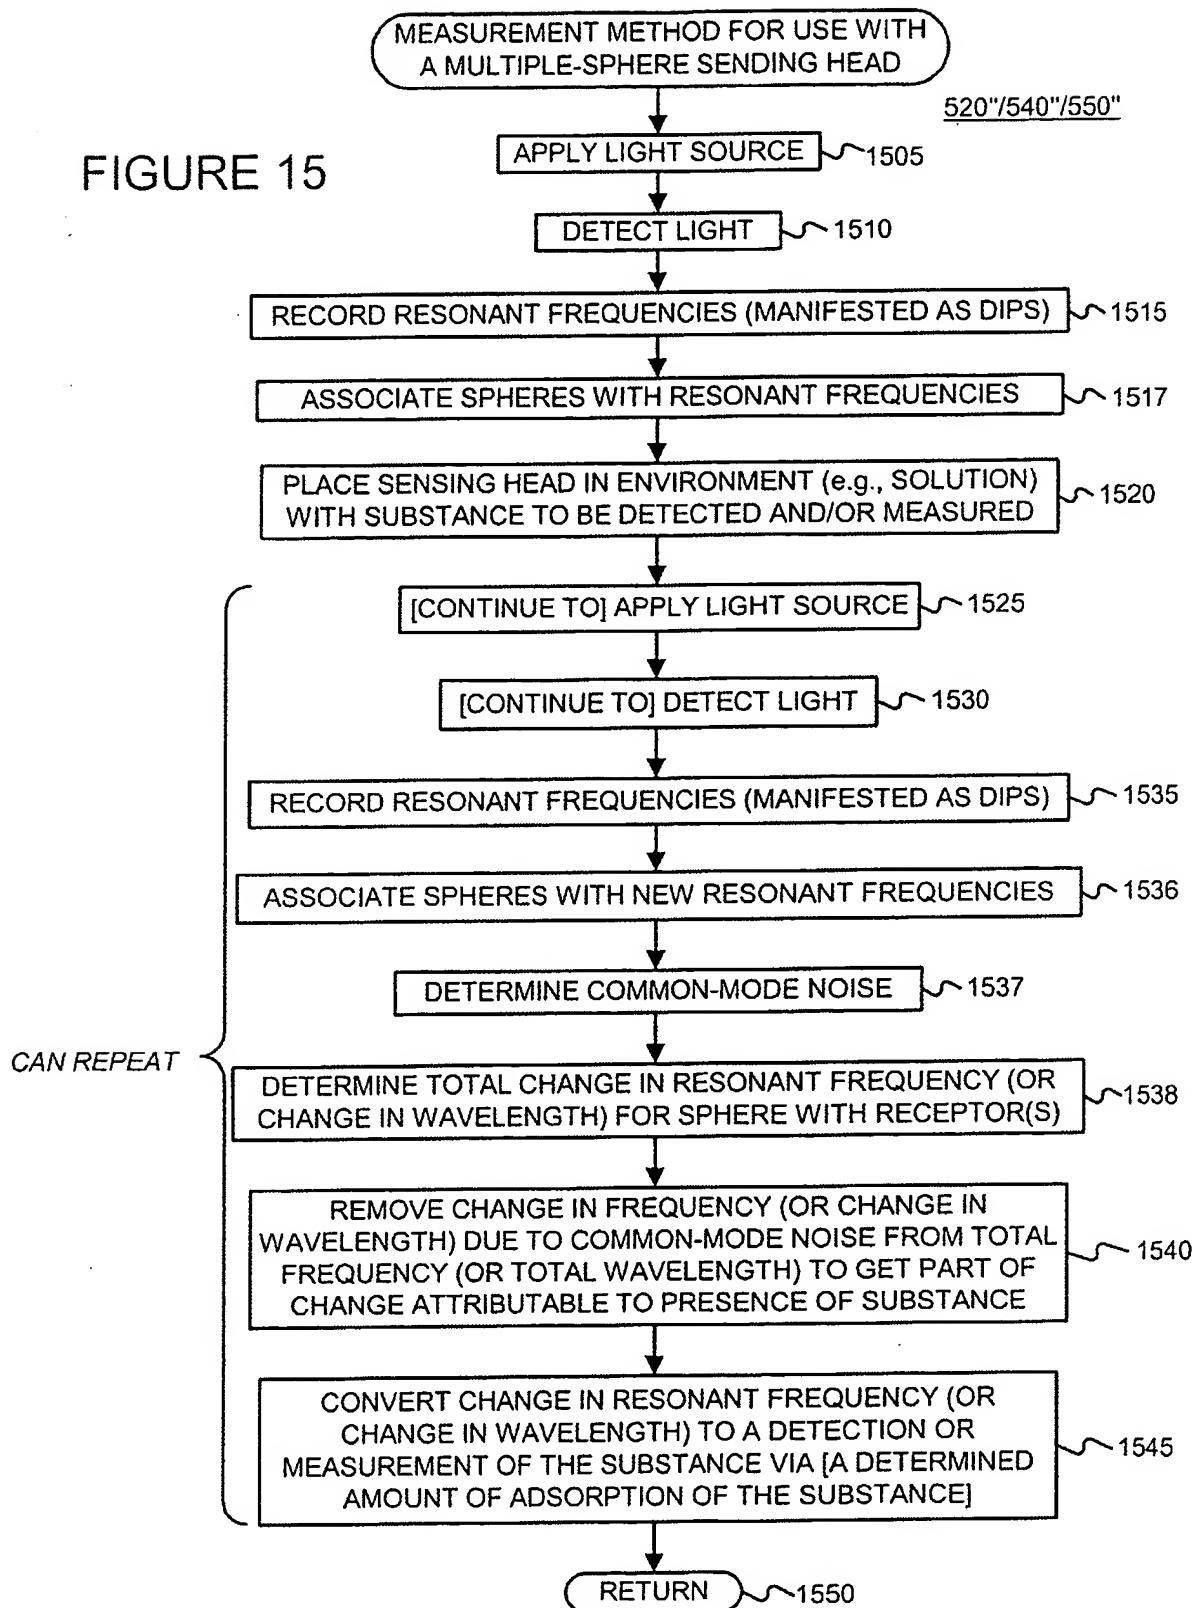 MEASUREMENT METHOD FOR USE WITH
A MULTIPLE-SPHERE SENDING HEAD
520"/540"/550"
FIGURE 15
APPLY LIGHT SOURCE
1505
DETECT LIGHT
1510
RECORD RESONANT FREQUENCIES (MANIFESTED AS DIPS)
1515
ASSOCIATE SPHERES WITH RESONANT FREQUENCIES
1517
PLACE SENSING HEAD IN ENVIRONMENT (e.g., SOLUTION)
WITH SUBSTANCE TO BE DETECTED AND/OR MEASURED
1520
[CONTINUE TO] APPLY LIGHT SOURCE
1525
[CONTINUE TO] DETECT LIGHT
1530
RECORD RESONANT FREQUENCIES (MANIFESTED AS DIPS)
1535
ASSOCIATE SPHERES WITH NEW RESONANT FREQUENCIES
1536
DETERMINE COMMON-MODE NOISE
1537
CAN REPEAT
DETERMINE TOTAL CHANGE IN RESONANT FREQUENCY (OR
CHANGE IN WAVELENGTH) FOR SPHERE WITH RECEPTOR(S)
1538
REMOVE CHANGE IN FREQUENCY (OR CHANGE IN
WAVELENGTH) DUE TO COMMON-MODE NOISE FROM TOTAL
FREQUENCY (OR TOTAL WAVELENGTH) TO GET PART OF
CHANGE ATTRIBUTABLE TO PRESENCE OF SUBSTANCE
1540
CONVERT CHANGE IN RESONANT FREQUENCY (OR
CHANGE IN WAVELENGTH) TO A DETECTION OR
MEASUREMENT OF THE SUBSTANCE VIA [A DETERMINED
AMOUNT OF ADSORPTION OF THE SUBSTANCE]
1545
RETURN
1550